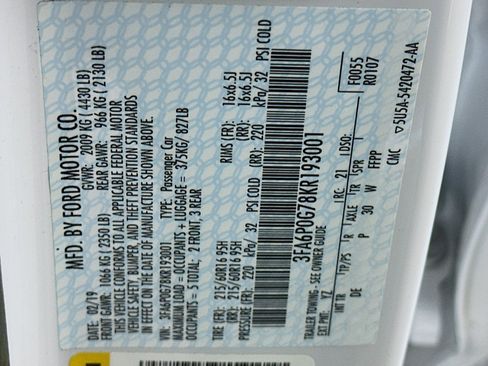 MFD. BY FORD MOTOR CO.
DATE: 02/19 GVWR: 2009 KG ( 4430 LB)
FRONT GAWR: 1066 KG ( 2350 LB) REAR GAWR: 966 KG ( 2130 LB)
THIS VEHICLE CONFORMS TO ALL APPLICABLE FEDERAL MOTOR
VEHICLE SAFETY, BUMPER, AND THEFT PREVENTION STANDARDS
IN EFFECT ON THE DATE OF MANUFACTURE SHOWN ABOVE.
VIN: 3FA6P0G78KR193001 TYPE: Passenger Car
MAXIMUM LOAD = OCCUPANTS + LUGGAGE = 375KG/ 827LB
OCCUPANTS = 5 TOTAL: 2 FRONT, 3 REAR
TIRE (FR): 215/60R16 95H RIMS (FR): 16x6.5J
(RR): 215/60R16 95H (RR): 16x6.5J
PRESSURE (FR): 220 kPa/ 32 PSI COLD (RR): 220 kPa/ 32 PSI COLD
3FA6P0G78KR193001
TRAILER TOWING - SEE OWNER GUIDE
EXT PNT: YZ RC: 21 DSO: F0055
R0107
INT TR TP/PS R AXLE TR SPR
DE P 30 W FFPP
CMC ▽5U5A-5420472-AA